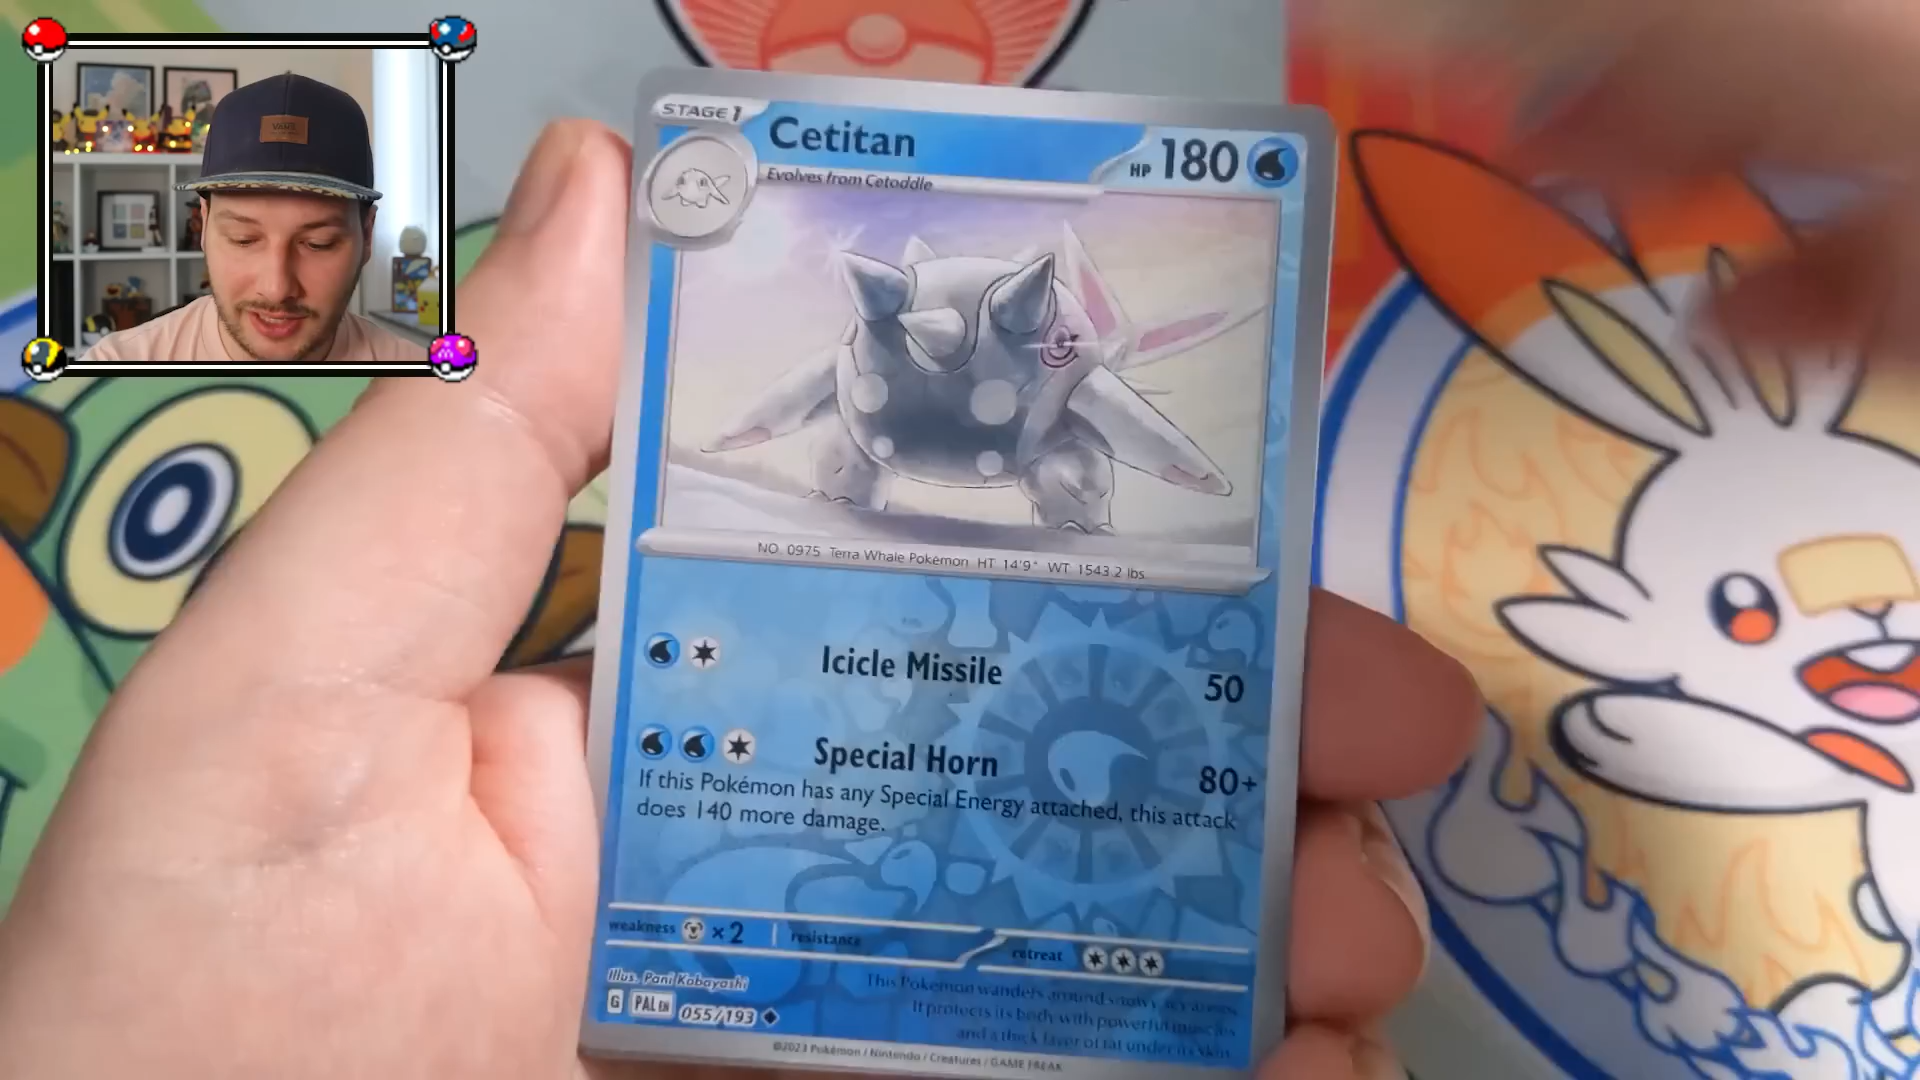 VANS
STAGE 1
Cetitan
HP 180
Evolves from Cetoddle
NO. 0975 Terra Whale Pokémon HT 14'9" WT 1543.2 lbs.
Icicle Missile 50
Special Horn 80+
If this Pokémon has any Special Energy attached, this attack
does 140 more damage.
weakness ×2 resistance retreat
Illus. Pani Kobayashi
G PAL EN 055/193
This Pokémon wanders around snowy, icy areas.
It protects its body with powerful muscles
and a thick layer of fat under its skin.
©2023 Pokémon / Nintendo / Creatures / GAME FREAK